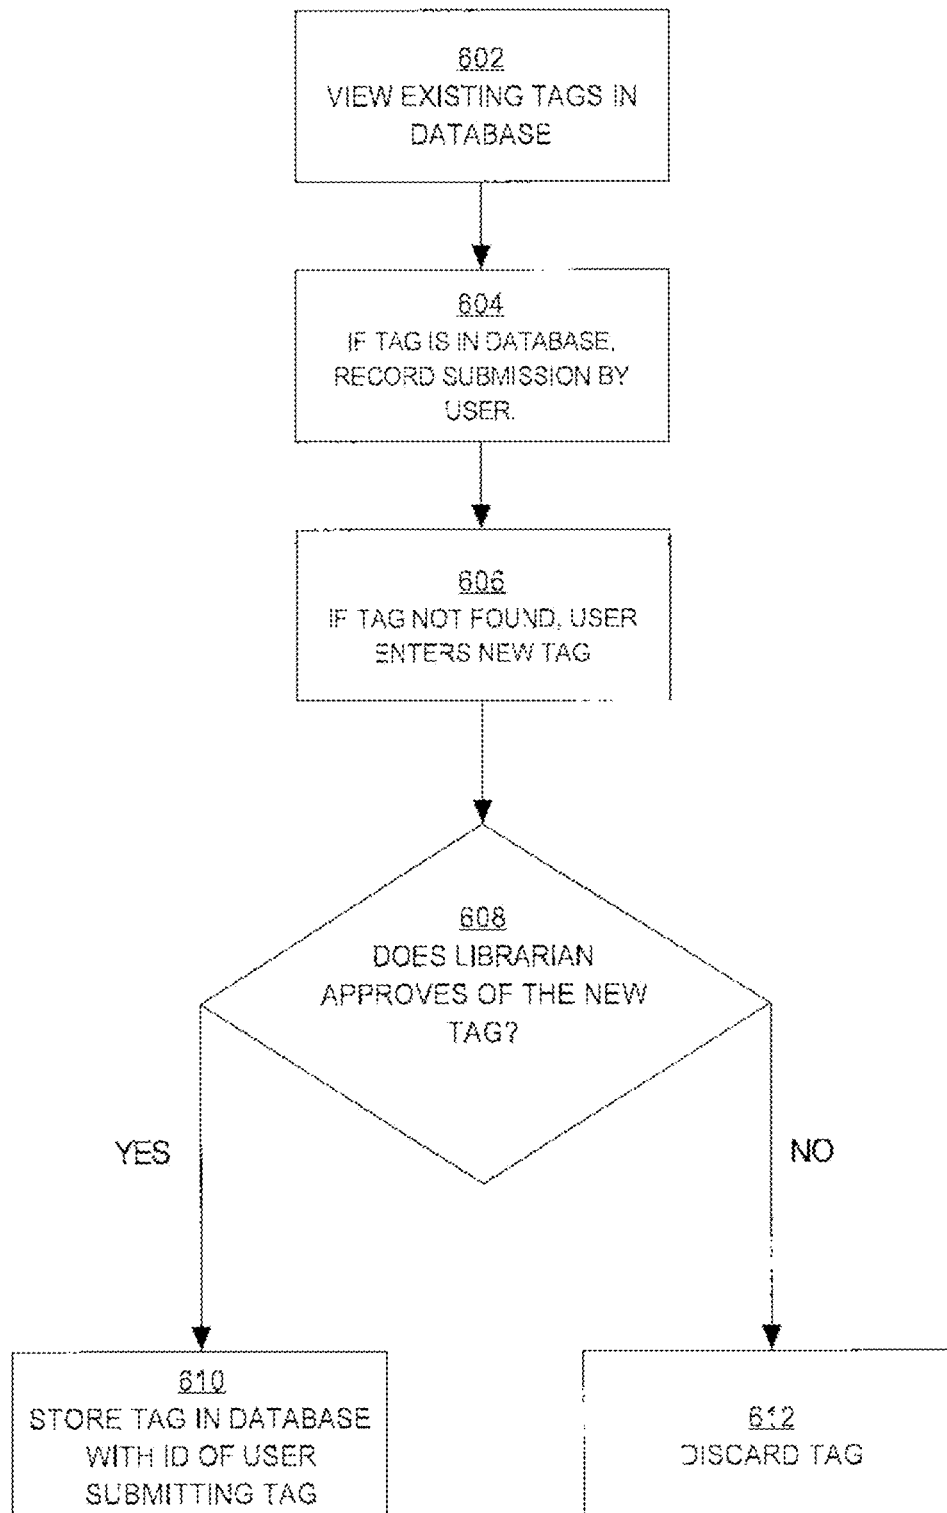 602
VIEW EXISTING TAGS IN
DATABASE
604
IF TAG IS IN DATABASE,
RECORD SUBMISSION BY
USER.
606
IF TAG NOT FOUND, USER
ENTERS NEW TAG
608
DOES LIBRARIAN
APPROVES OF THE NEW
TAG?
YES
NO
610
STORE TAG IN DATABASE
WITH ID OF USER
SUBMITTING TAG
612
DISCARD TAG